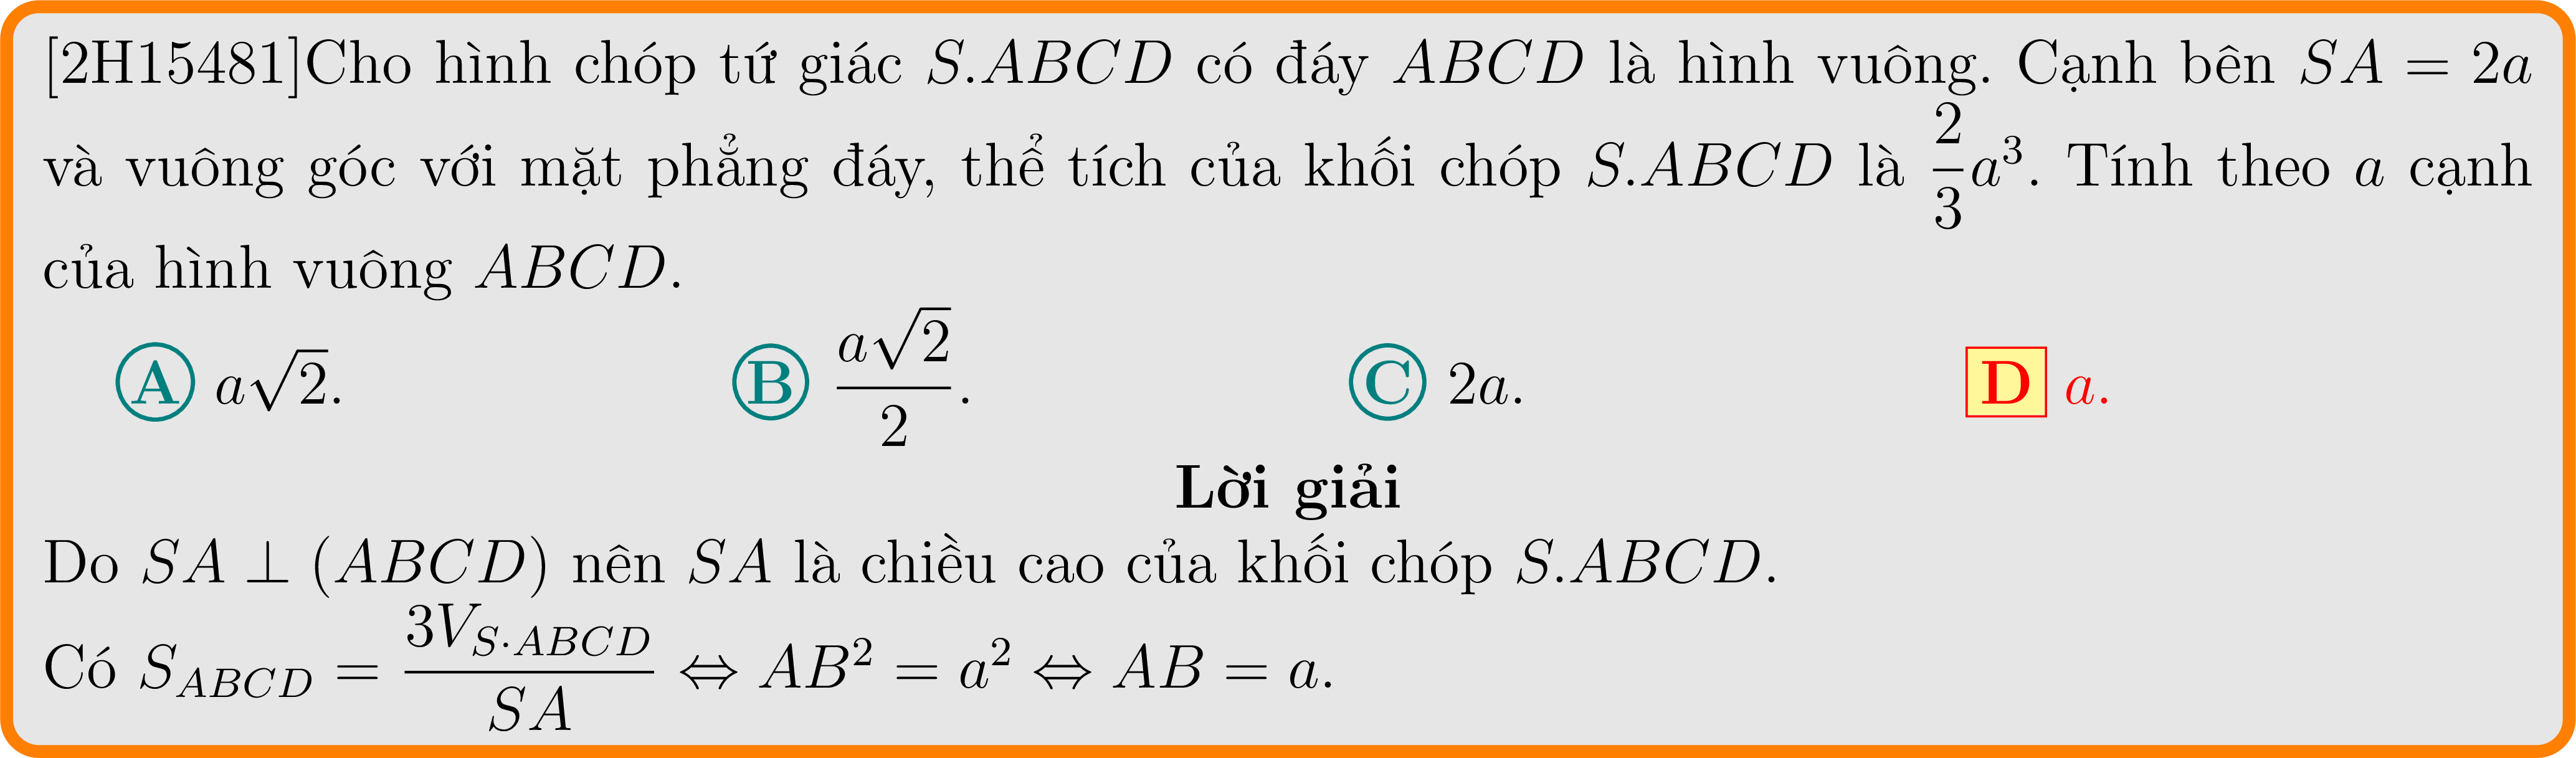 [2H15481]Cho hình chóp tứ giác S.ABCD có đáy ABCD là hình vuông. Cạnh bên SA = 2a
và vuông góc với mặt phẳng đáy, thể tích của khối chóp S.ABCD là \frac{2}{3}a^3. Tính theo a cạnh
của hình vuông ABCD.
A a\sqrt{2}. B \frac{a\sqrt{2}}{2}. C 2a. D a.
Lời giải
Do SA ⊥ (ABCD) nên SA là chiều cao của khối chóp S.ABCD.
Có S_{ABCD} = \frac{3V_{S·ABCD}}{SA} ⇔ AB^2 = a^2 ⇔ AB = a.